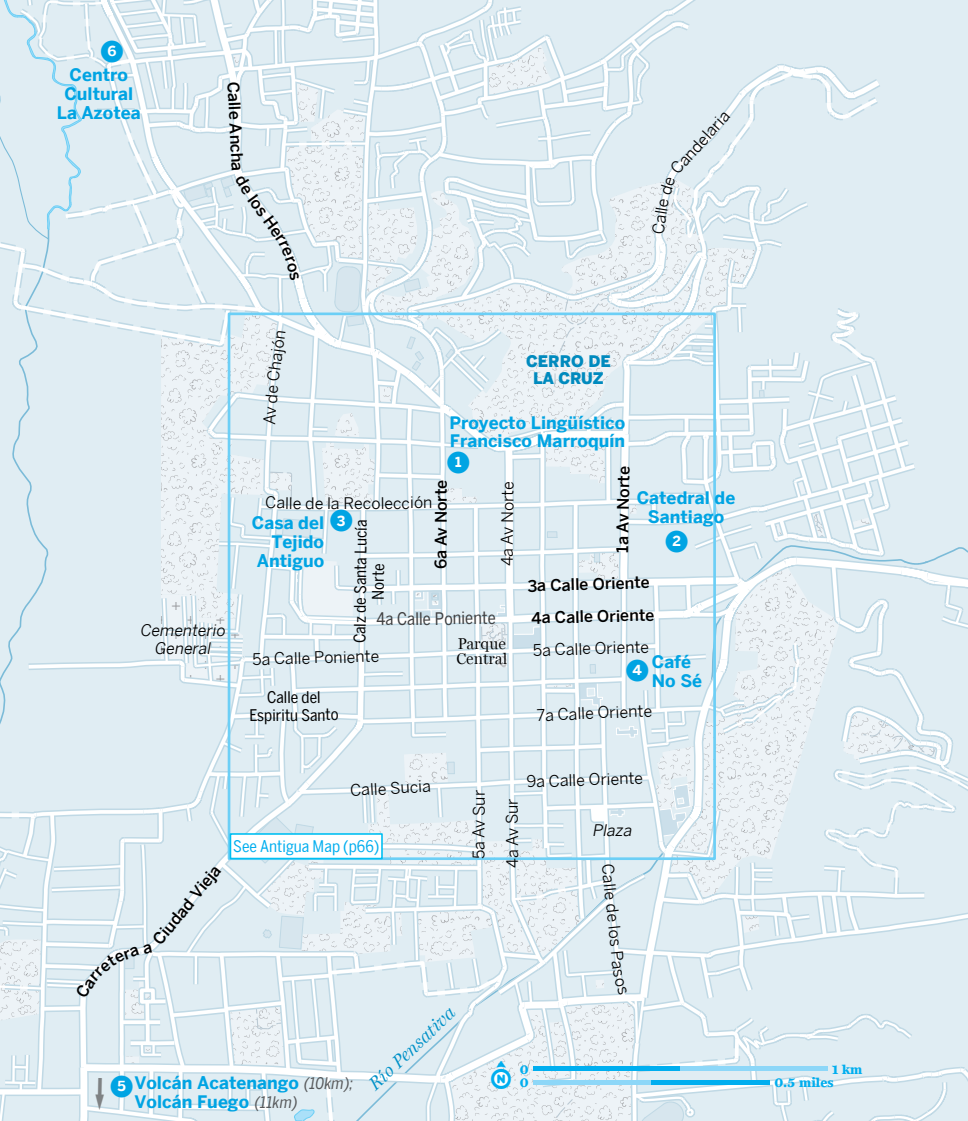 6
Centro
Cultural
La Azotea
Calle Ancha de los Herreros
Calle de Candelaria
Av de Chajón
CERRO DE
LA CRUZ
Proyecto Lingüístico
Francisco Marroquín
1
Calle de la Recolección
6a Av Norte
4a Av Norte
1a Av Norte
Catedral de
Santiago
2
Casa del
Tejido
Antiguo
3
Calz de Santa Lucía
Norte
3a Calle Oriente
4a Calle Poniente
4a Calle Oriente
Cementerio
General
5a Calle Poniente
Parque
Central
5a Calle Oriente
4
Café
No Sé
Calle del
Espiritu Santo
7a Calle Oriente
Calle Sucia
9a Calle Oriente
5a Av Sur
4a Av Sur
Plaza
See Antigua Map (p66)
Carretera a Ciudad Vieja
Calle de los Pasos
Río Pensativa
5
Volcán Acatenango (10km);
Volcán Fuego (11km)
N
0 1 km
0 0.5 miles